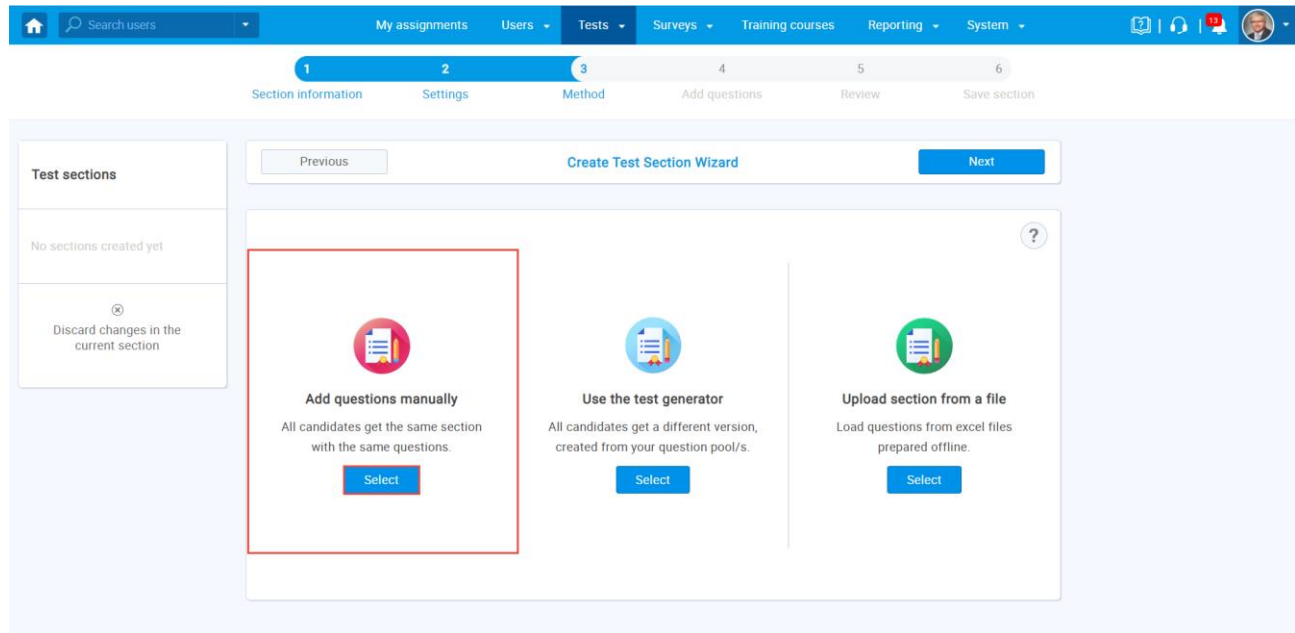 Search users
My assignments
Users
Tests
Surveys
Training courses
Reporting
System
13
1
2
3
4
5
6
Section information
Settings
Method
Add questions
Review
Save section
Test sections
No sections created yet
Discard changes in the
current section
Previous
Create Test Section Wizard
Next
?
Add questions manually
All candidates get the same section
with the same questions.
Select
Use the test generator
All candidates get a different version,
created from your question pool/s.
Select
Upload section from a file
Load questions from excel files
prepared offline.
Select